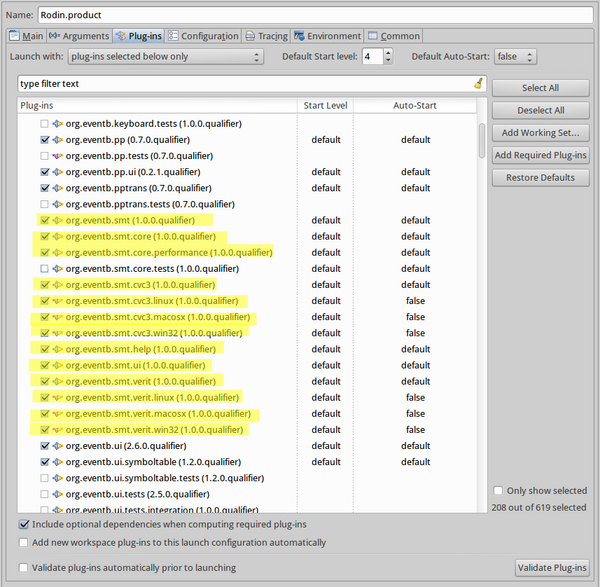 Name: Rodin.product
Main Arguments Plug-ins Configuration Tracing Environment Common
Launch with: plug-ins selected below only Default Start level: 4 Default Auto-Start: false
type filter text
Plug-ins Start Level Auto-Start
org.eventb.keyboard.tests (1.0.0.qualifier)
org.eventb.pp (0.7.0.qualifier) default default
org.eventb.pp.tests (0.7.0.qualifier)
org.eventb.pp.ui (0.2.1.qualifier) default default
org.eventb.pptrans (0.7.0.qualifier) default default
org.eventb.pptrans.tests (0.7.0.qualifier)
org.eventb.smt (1.0.0.qualifier) default default
org.eventb.smt.core (1.0.0.qualifier) default default
org.eventb.smt.core.performance (1.0.0.qualifier) default default
org.eventb.smt.core.tests (1.0.0.qualifier) default default
org.eventb.smt.cvc3 (1.0.0.qualifier) default default
org.eventb.smt.cvc3.linux (1.0.0.qualifier) default false
org.eventb.smt.cvc3.macosx (1.0.0.qualifier) default false
org.eventb.smt.cvc3.win32 (1.0.0.qualifier) default false
org.eventb.smt.help (1.0.0.qualifier) default default
org.eventb.smt.ui (1.0.0.qualifier) default default
org.eventb.smt.verit (1.0.0.qualifier) default default
org.eventb.smt.verit.linux (1.0.0.qualifier) default false
org.eventb.smt.verit.macosx (1.0.0.qualifier) default false
org.eventb.smt.verit.win32 (1.0.0.qualifier) default false
org.eventb.ui (2.6.0.qualifier) default default
org.eventb.ui.symboltable (1.2.0.qualifier) default default
org.eventb.ui.symboltable.tests (1.2.0.qualifier)
org.eventb.ui.tests (2.5.0.qualifier)
org.eventb.ui.tests.integration (1.0.0.qualifier)
Select All
Deselect All
Add Working Set...
Add Required Plug-ins
Restore Defaults
Only show selected
208 out of 619 selected
Include optional dependencies when computing required plug-ins
Add new workspace plug-ins to this launch configuration automatically
Validate plug-ins automatically prior to launching
Validate Plug-ins